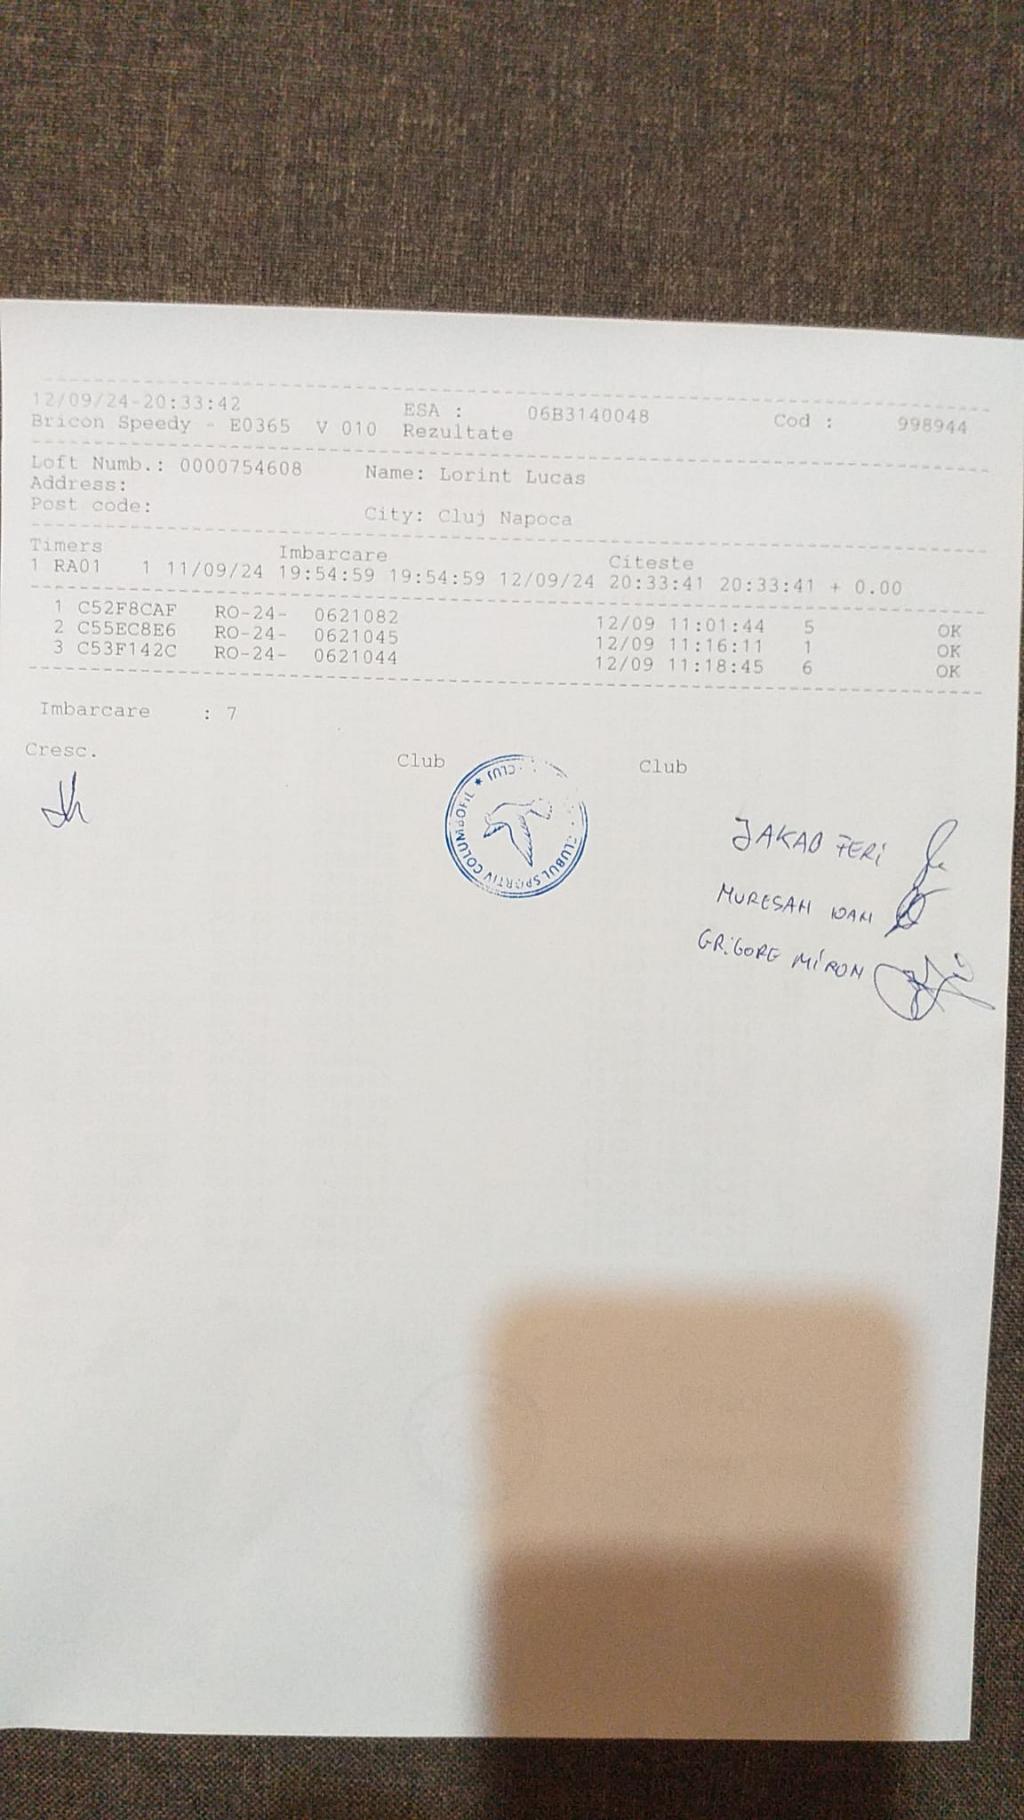 12/09/24-20:33:42 ESA : 06B3140048 Cod : 998944
Bricon Speedy - E0365 V 010 Rezultate
Loft Numb.: 0000754608 Name: Lorint Lucas
Address:
Post code: City: Cluj Napoca
Timers Imbarcare Citeste
1 RA01 1 11/09/24 19:54:59 19:54:59 12/09/24 20:33:41 20:33:41 + 0.00
1 C52F8CAF RO-24- 0621082 12/09 11:01:44 5 OK
2 C55EC8E6 RO-24- 0621045 12/09 11:16:11 1 OK
3 C53F142C RO-24- 0621044 12/09 11:18:45 6 OK
Imbarcare : 7
Cresc. Club Club
CLUBUL SPORTIV COLUMBOFIL ★ CLUJ
JAKAB FERI
MURESAN IOAN
GRIGORE MIRON